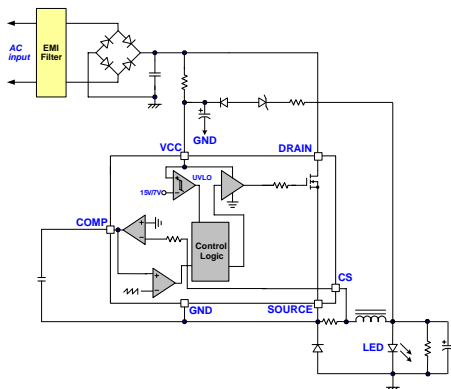 AC
input
EMI
Filter
GND
VCC
DRAIN
UVLO
15V/7V
COMP
Control
Logic
CS
GND
SOURCE
LED